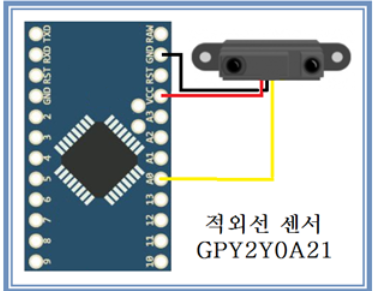 TXD
RXD
RST
GND
2
3
4
5
6
7
8
9
RAW
GND
RST
VCC
A3
A2
A1
A0
13
12
11
10
적외선 센서
GPY2Y0A21